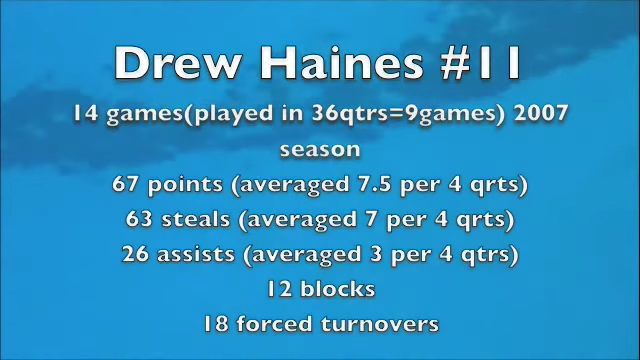 Drew Haines #11
14 games(played in 36qtrs=9games) 2007
season
67 points (averaged 7.5 per 4 qrts)
63 steals (averaged 7 per 4 qrts)
26 assists (averaged 3 per 4 qtrs)
12 blocks
18 forced turnovers